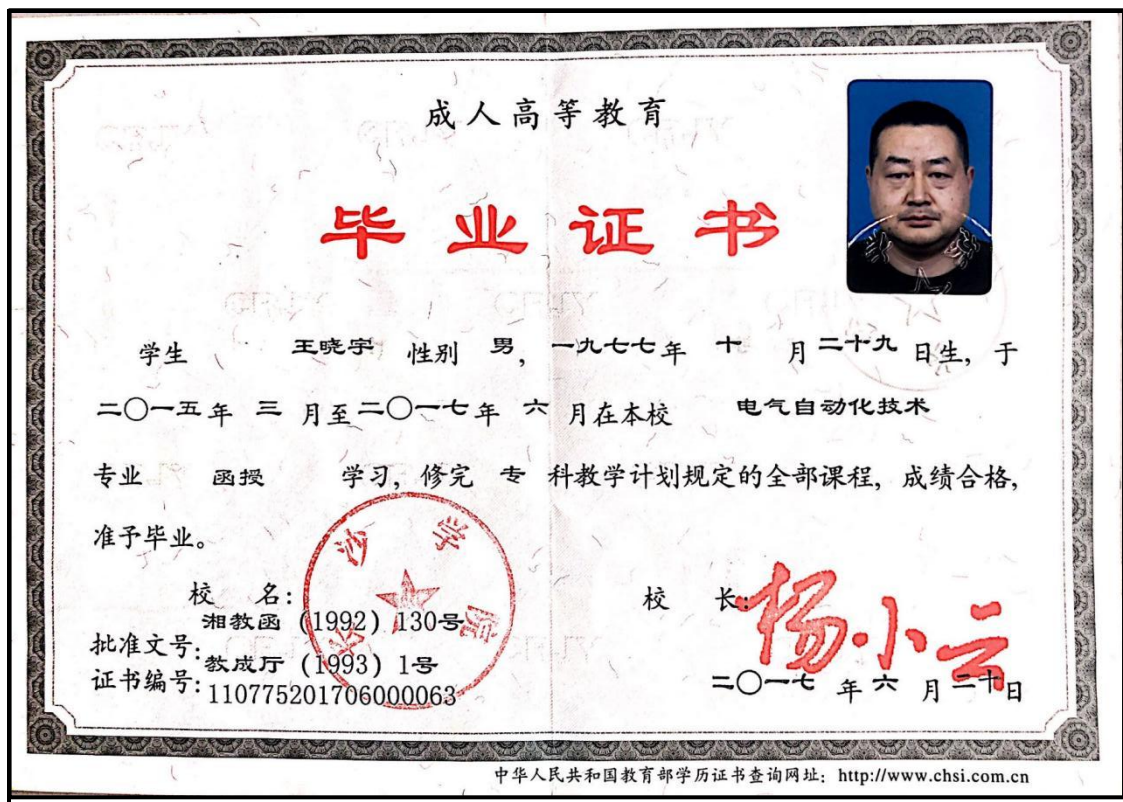 成人高等教育
毕业证书
学生 王晓宇 性别 男，一九七七年 十 月 二十九 日生，于
二〇一五年 三 月至二〇一七年 六 月在本校 电气自动化技术
专业 函授 学习，修完 专 科教学计划规定的全部课程，成绩合格，
准予毕业。
校 名：
长沙学院
校 长：杨小云
湘教函（1992）130号
批准文号：
教成厅（1993）1号
证书编号：110775201706000063
二〇一七 年 六 月 二十日
中华人民共和国教育部学历证书查询网址：http://www.chsi.com.cn